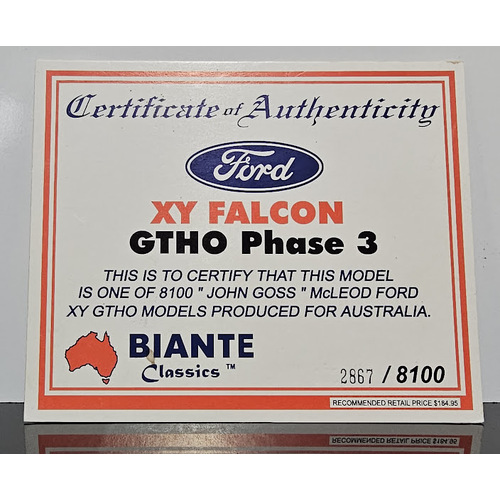 Certificate of Authenticity
Ford
XY FALCON
GTHO Phase 3
THIS IS TO CERTIFY THAT THIS MODEL
IS ONE OF 8100 " JOHN GOSS " McLEOD FORD
XY GTHO MODELS PRODUCED FOR AUSTRALIA.
BIANTE
Classics ™
2867 / 8100
RECOMMENDED RETAIL PRICE $184.95